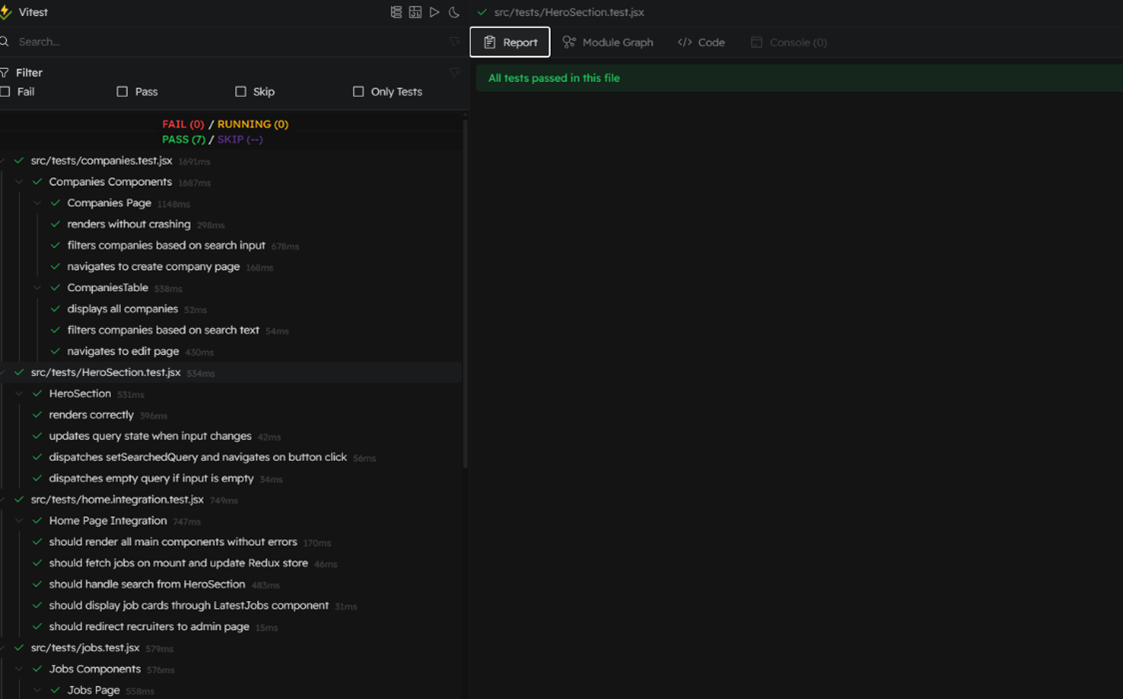 Vitest
Search...
Filter
Fail Pass Skip Only Tests
FAIL (0) / RUNNING (0)
PASS (7) / SKIP (--)
src/tests/companies.test.jsx 1691ms
Companies Components 1687ms
Companies Page 1148ms
renders without crashing 298ms
filters companies based on search input 678ms
navigates to create company page 168ms
CompaniesTable 538ms
displays all companies 52ms
filters companies based on search text 54ms
navigates to edit page 430ms
src/tests/HeroSection.test.jsx 534ms
HeroSection 531ms
renders correctly 396ms
updates query state when input changes 42ms
dispatches setSearchedQuery and navigates on button click 56ms
dispatches empty query if input is empty 34ms
src/tests/home.integration.test.jsx 749ms
Home Page Integration 747ms
should render all main components without errors 170ms
should fetch jobs on mount and update Redux store 46ms
should handle search from HeroSection 483ms
should display job cards through LatestJobs component 31ms
should redirect recruiters to admin page 15ms
src/tests/jobs.test.jsx 579ms
Jobs Components 576ms
Jobs Page 558ms
src/tests/HeroSection.test.jsx
Report Module Graph </> Code Console (0)
All tests passed in this file